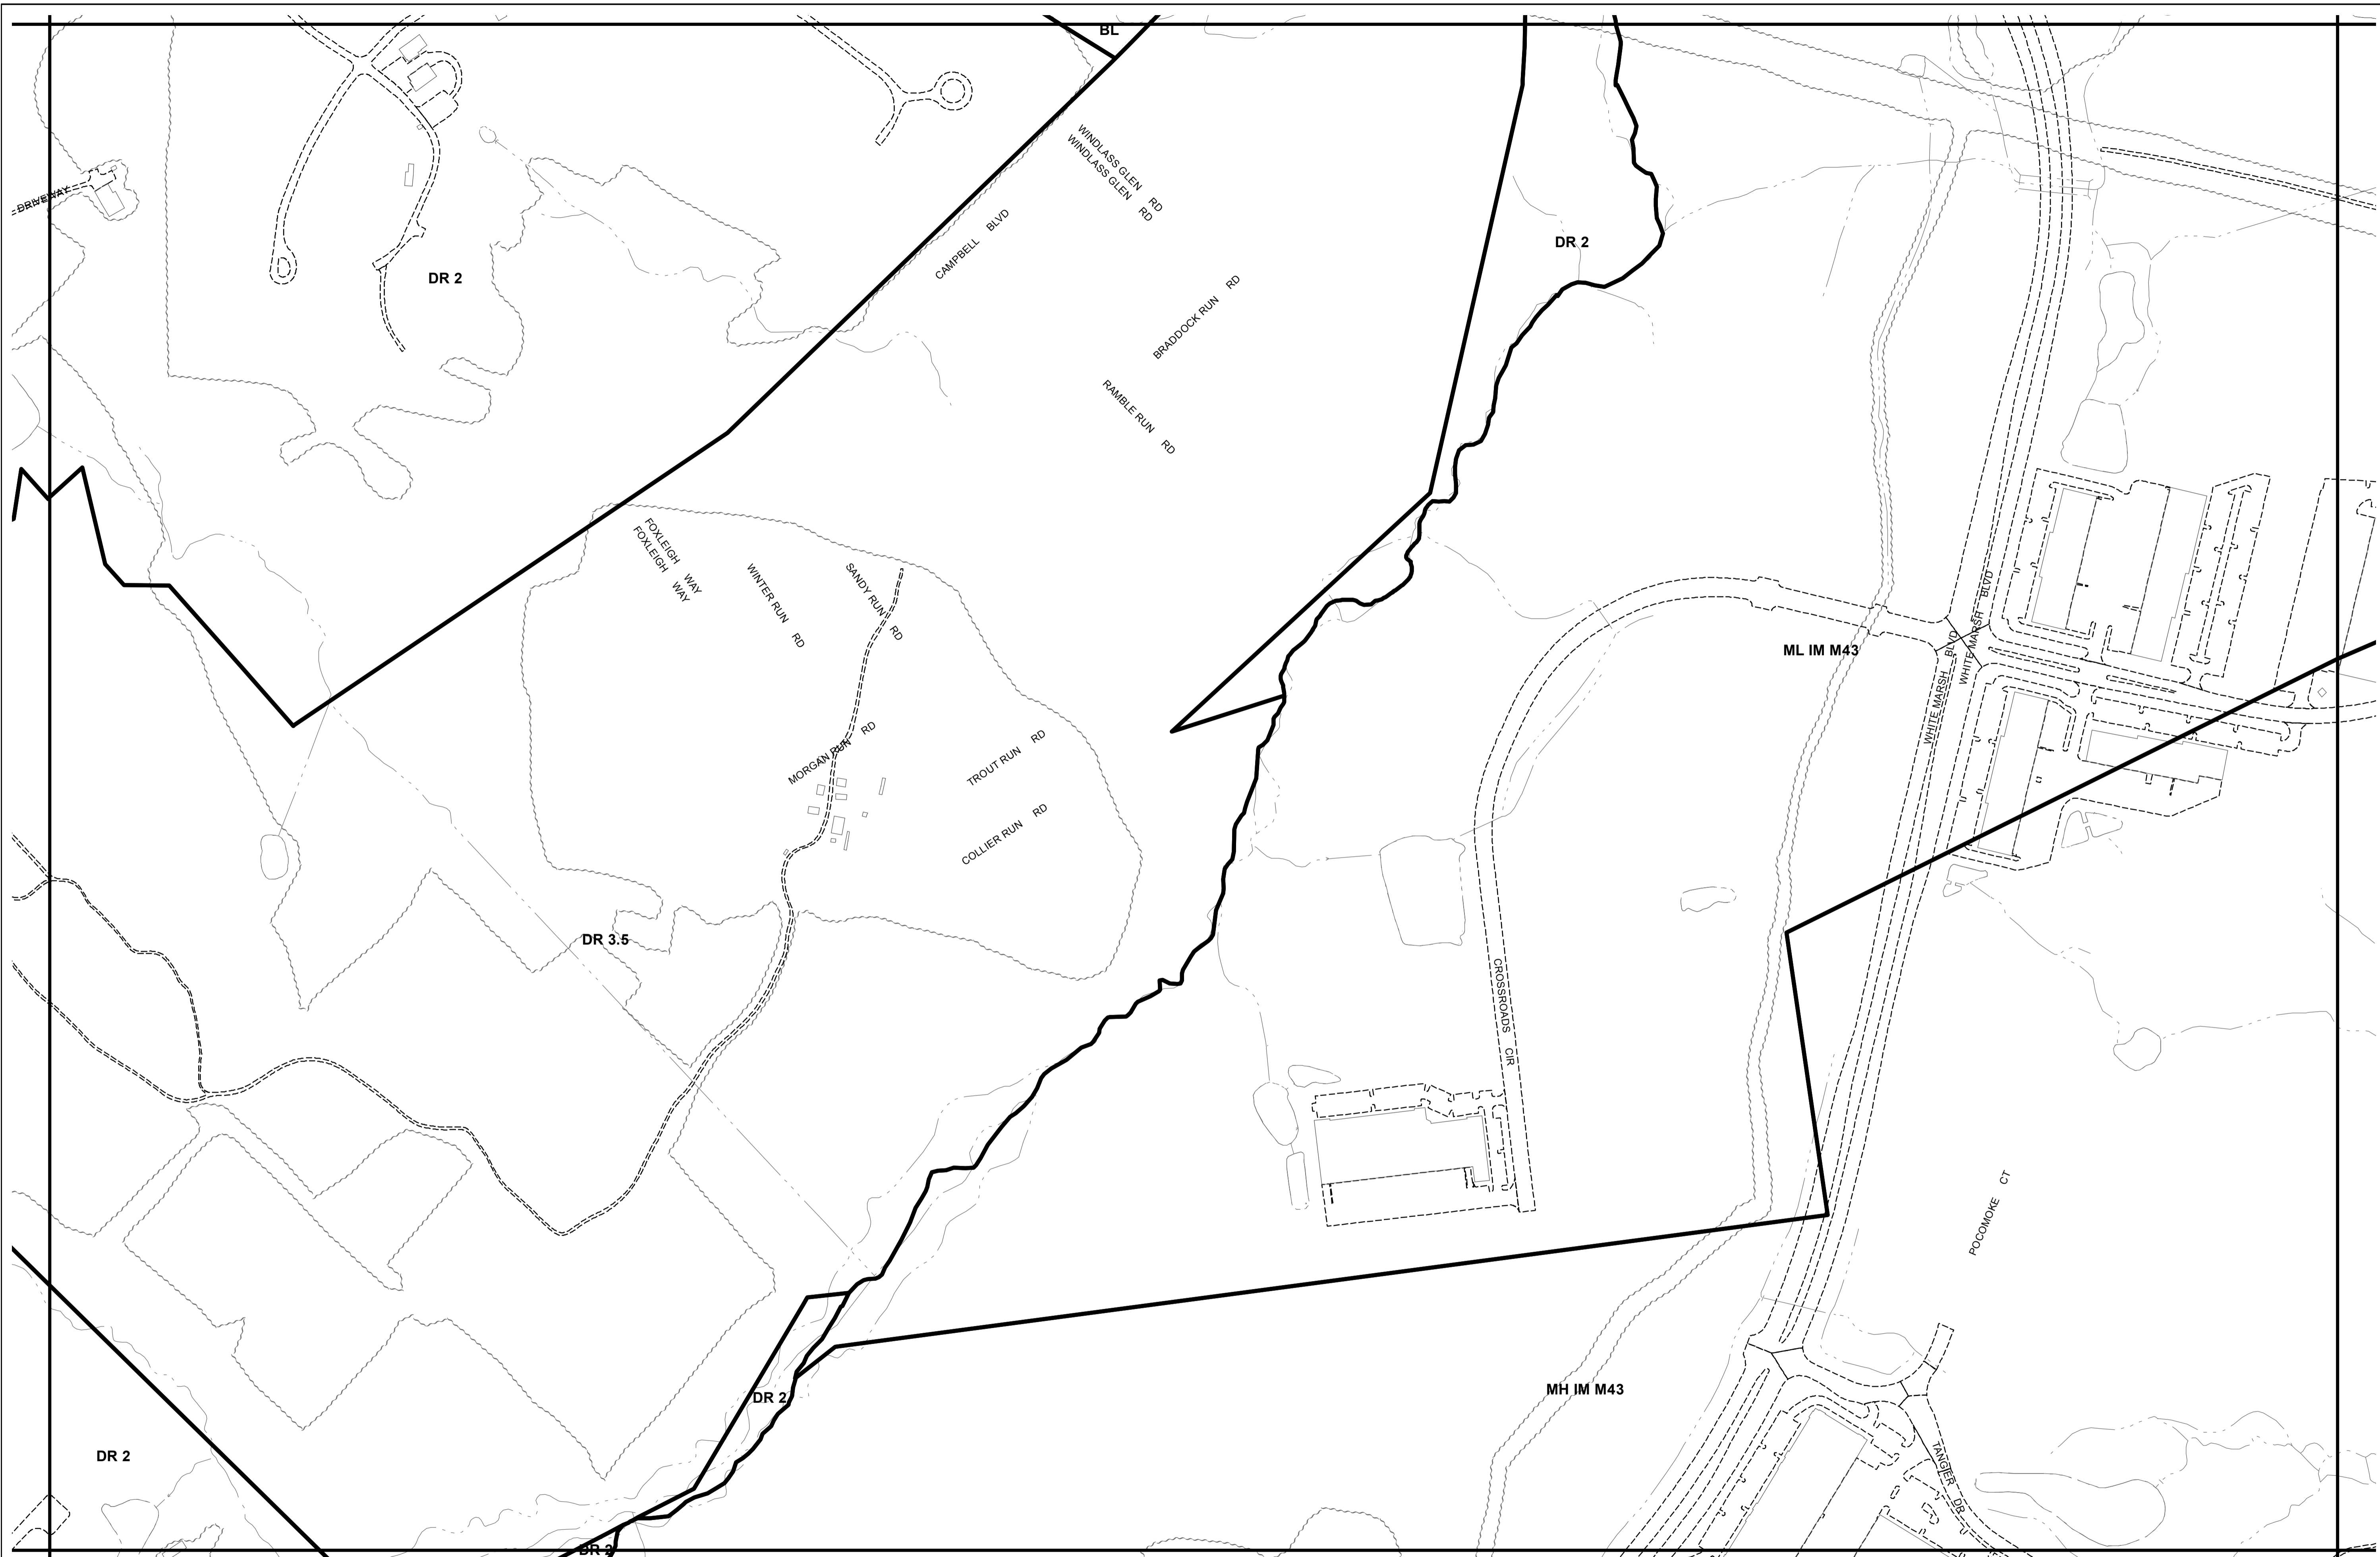 BL
WINDLASS GLEN RD
WINDLASS GLEN RD
DRIVEWAY
CAMPBELL BLVD
DR 2
DR 2
BRADDOCK RUN RD
RAMBLE RUN RD
FOXLEIGH WAY
FOXLEIGH WAY
WINTER RUN RD
SANDY RUN RD
WHITE MARSH BLVD
WHITE MARSH BLVD
ML IM M43
MORGAN RUN RD
TROUT RUN RD
COLLIER RUN RD
DR 3.5
CROSSROADS CIR
POCOMOKE CT
MH IM M43
DR 2
DR 2
TANGIER DR
DR 2